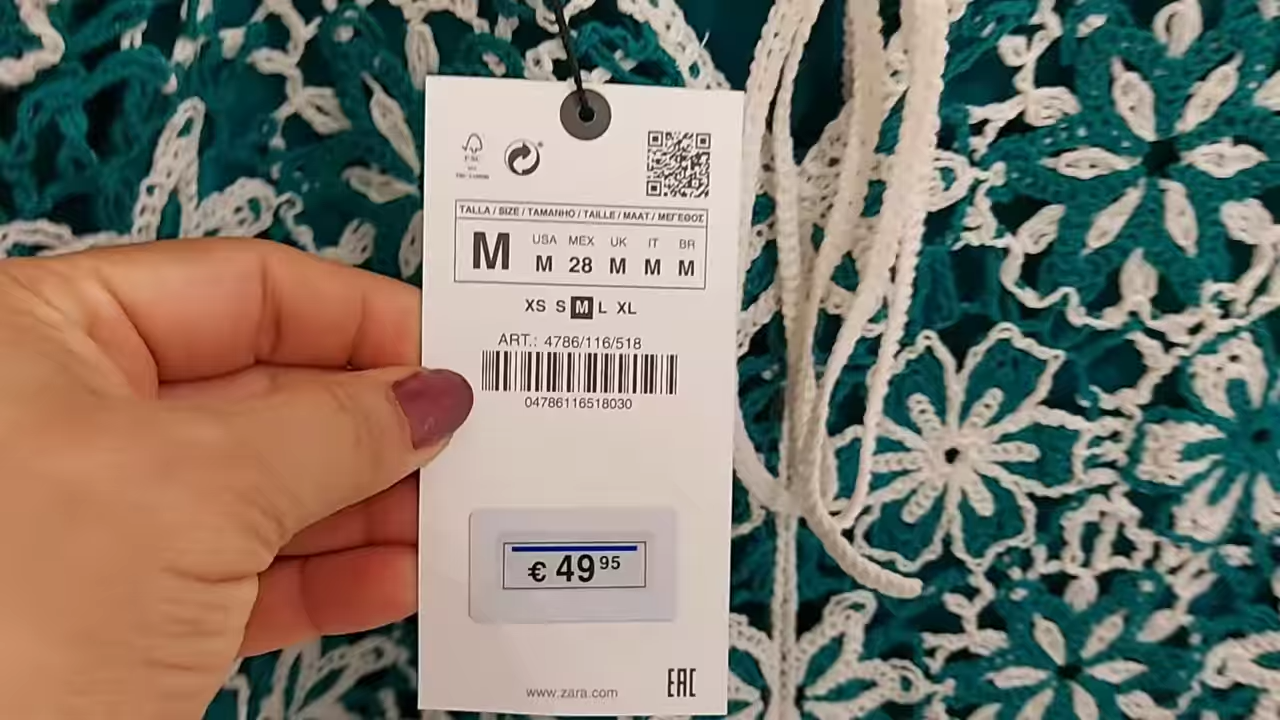 FSC
TALLA / SIZE / TAMANHO / TAILLE / MAAT / ΜΕΓΕΘΟΣ
M
USA MEX UK IT BR
M 28 M M M
XS S M L XL
ART.: 4786/116/518
04786116518030
€ 49 95
www.zara.com
EAC